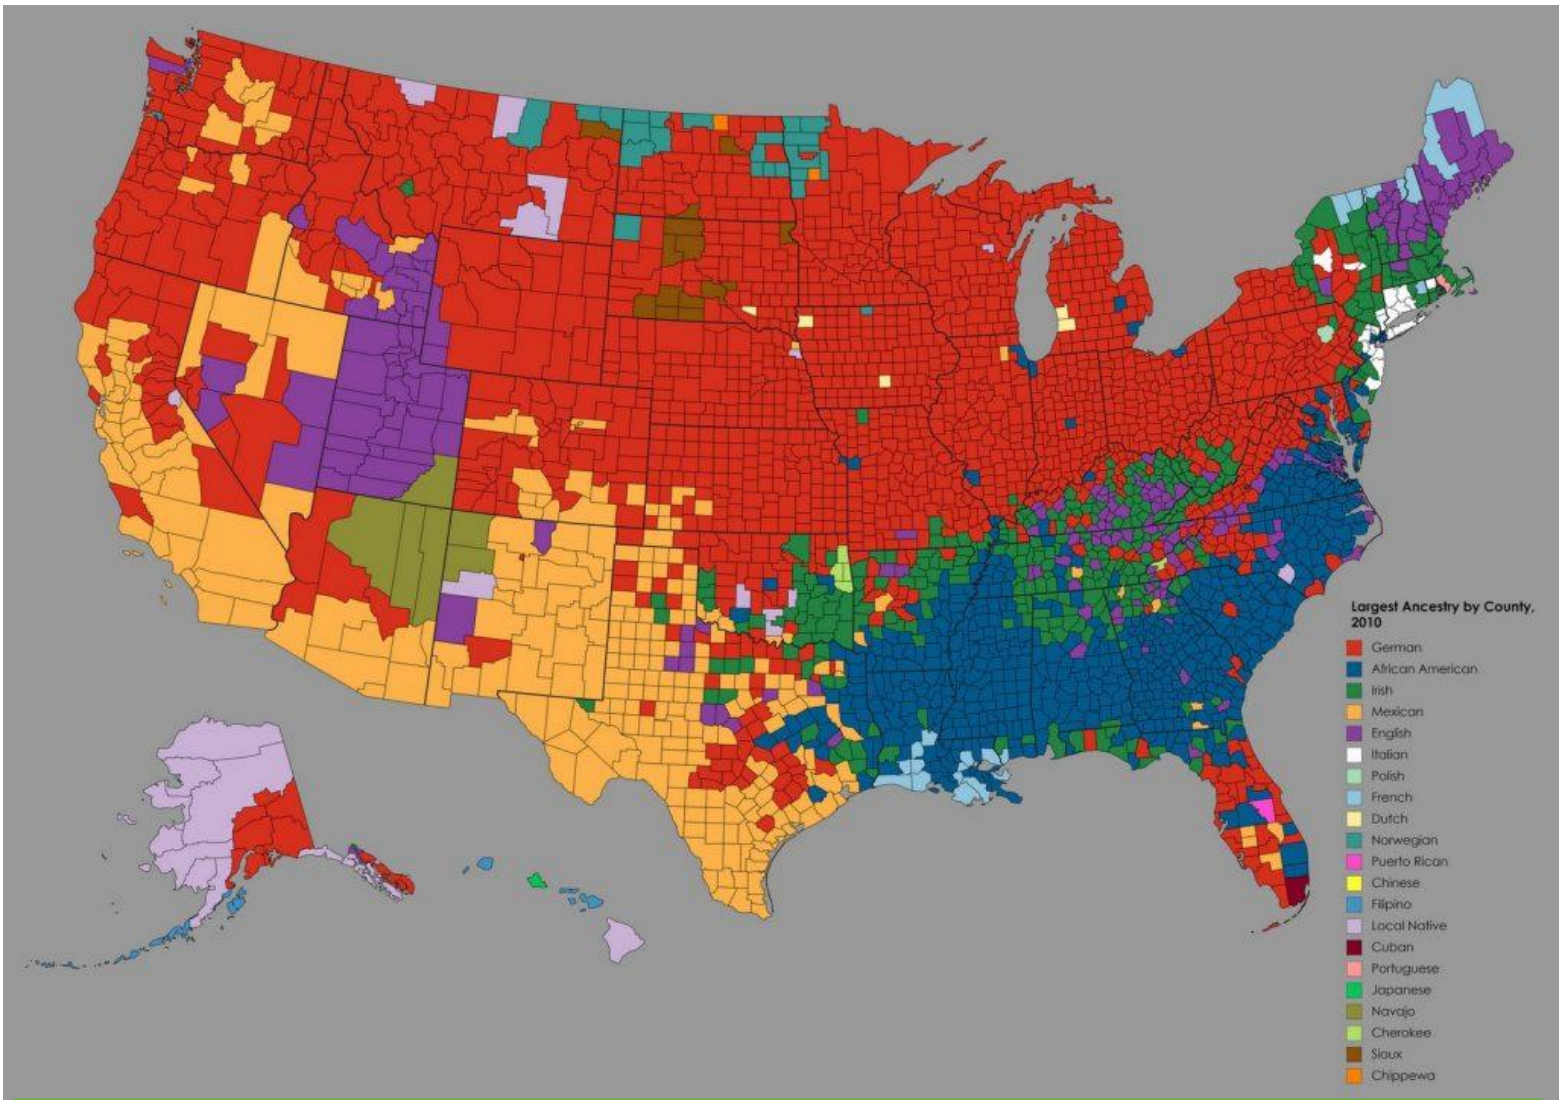 Largest Ancestry by County,
2010
German
African American
Irish
Mexican
English
Italian
Polish
French
Dutch
Norwegian
Puerto Rican
Chinese
Filipino
Local Native
Cuban
Portuguese
Japanese
Navajo
Cherokee
Sioux
Chippewa